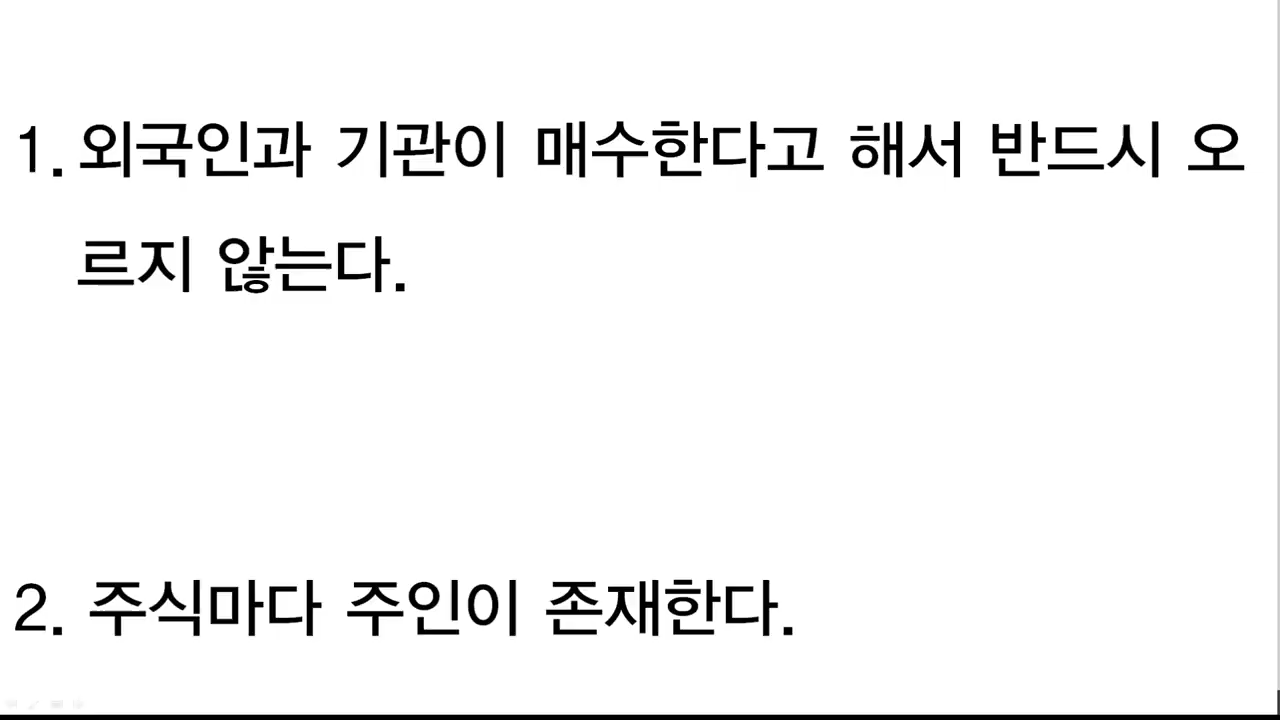 1. 외국인과 기관이 매수한다고 해서 반드시 오
르지 않는다.
2. 주식마다 주인이 존재한다.